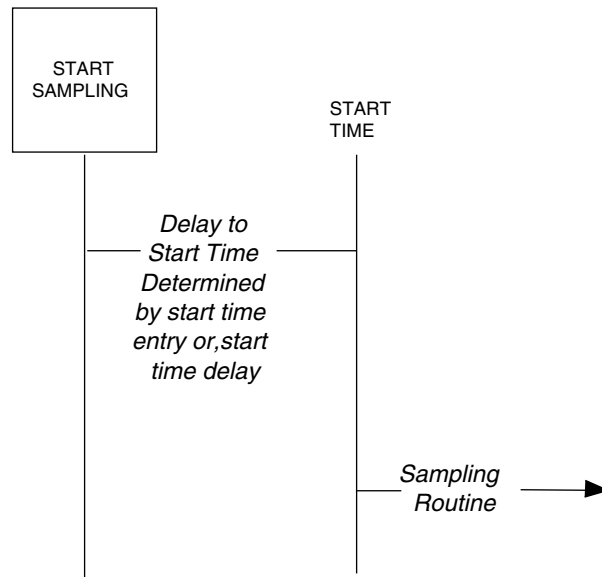 START
SAMPLING
START
TIME
Delay to
Start Time
Determined
by start time
entry or,start
time delay
Sampling
Routine